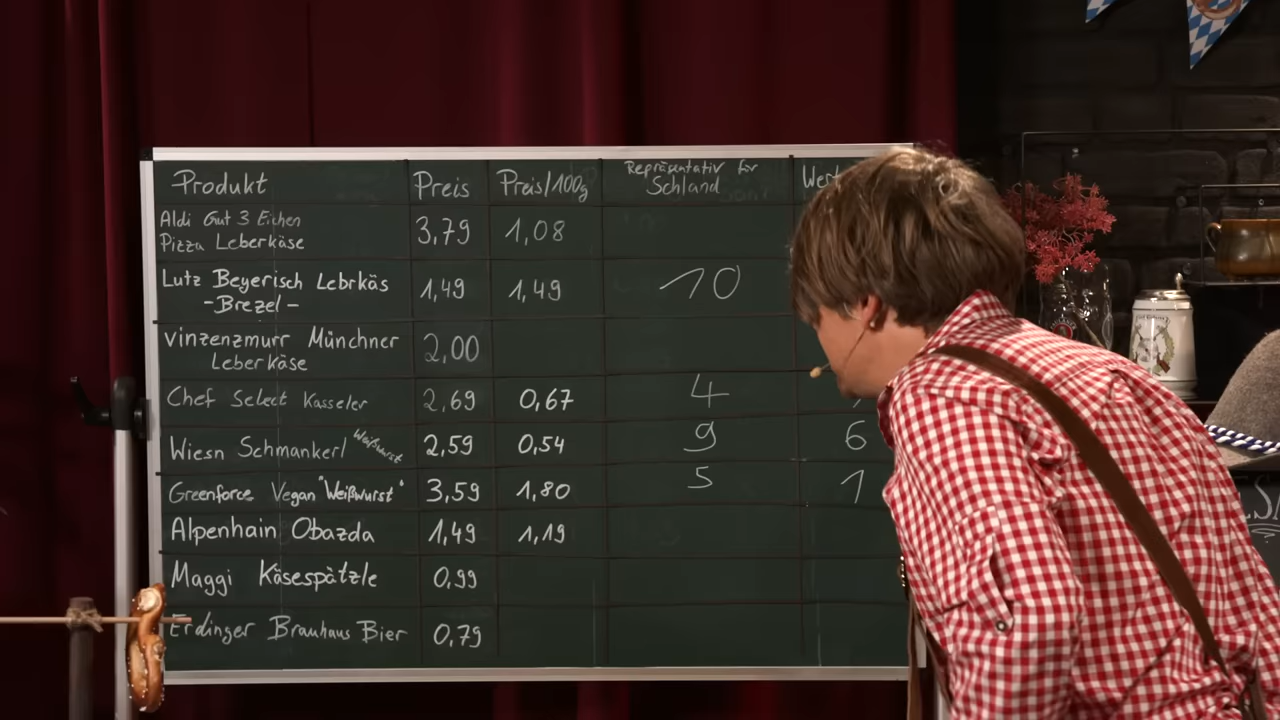 Produkt Preis Preis/100g Repräsentativ für Schland Wert
Aldi Gut 3 Eichen
Pizza Leberkäse 3,79 1,08
Lutz Beyerisch Lebrkäs
-Brezel- 1,49 1,49 10
Vinzenzmurr Münchner
Leberkäse 2,00
Chef Select Kasseler 2,69 0,67 4
Wiesn Schmankerl Weißwurst 2,59 0,54 9 6
Greenforce Vegan "Weißwurst" 3,59 1,80 5 1
Alpenhain Obazda 1,49 1,19
Maggi Käsespätzle 0,99
Erdinger Brauhaus Bier 0,79